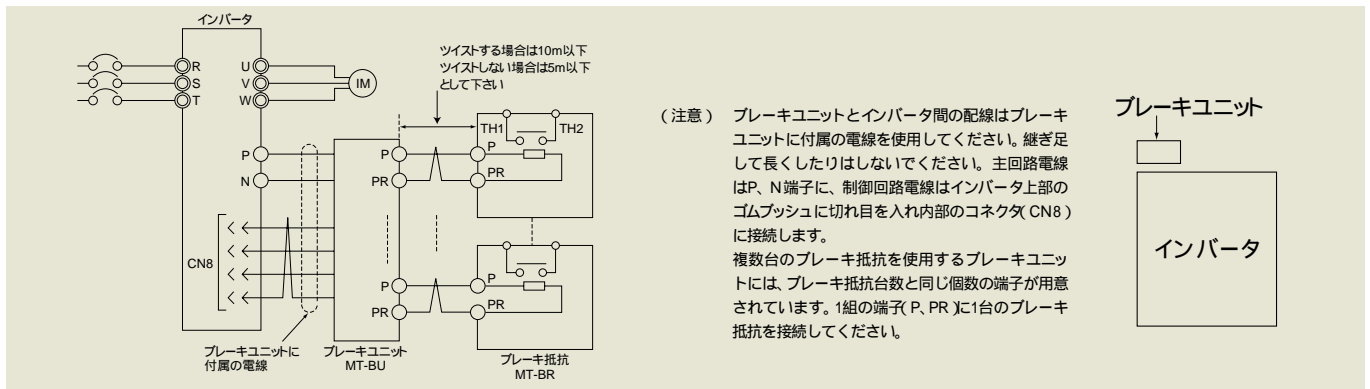 インバータ
R
S
T
U
V
W
IM
ツイストする場合は10m以下
ツイストしない場合は5m以下
として下さい
P
N
CN8
P
PR
TH1
TH2
P
PR
P
PR
P
PR
ブレーキユニットに
付属の電線
ブレーキユニット
MT-BU
ブレーキ抵抗
MT-BR
(注意) ブレーキユニットとインバータ間の配線はブレーキ
ユニットに付属の電線を使用してください。継ぎ足
して長くしたりはしないでください。主回路電線
はP、N端子に、制御回路電線はインバータ上部の
ゴムブッシュに切れ目を入れ内部のコネクタ(CN8)
に接続します。
複数台のブレーキ抵抗を使用するブレーキユニッ
トには、ブレーキ抵抗台数と同じ個数の端子が用意
されています。1組の端子(P、PR)に1台のブレーキ
抵抗を接続してください。
ブレーキユニット
インバータ